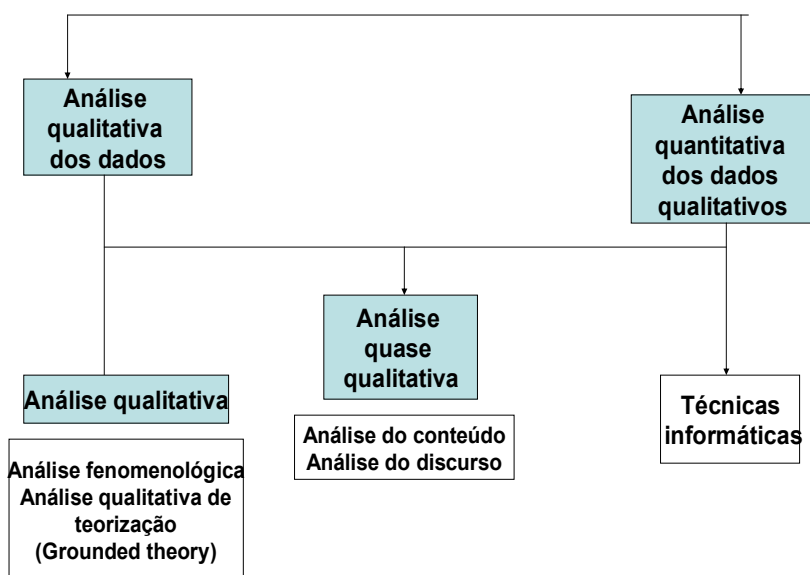 Análise
qualitativa
dos dados
Análise
quantitativa
dos dados
qualitativos
Análise
quase
qualitativa
Análise qualitativa
Técnicas
informáticas
Análise do conteúdo
Análise do discurso
Análise fenomenológica
Análise qualitativa de
teorização
(Grounded theory)